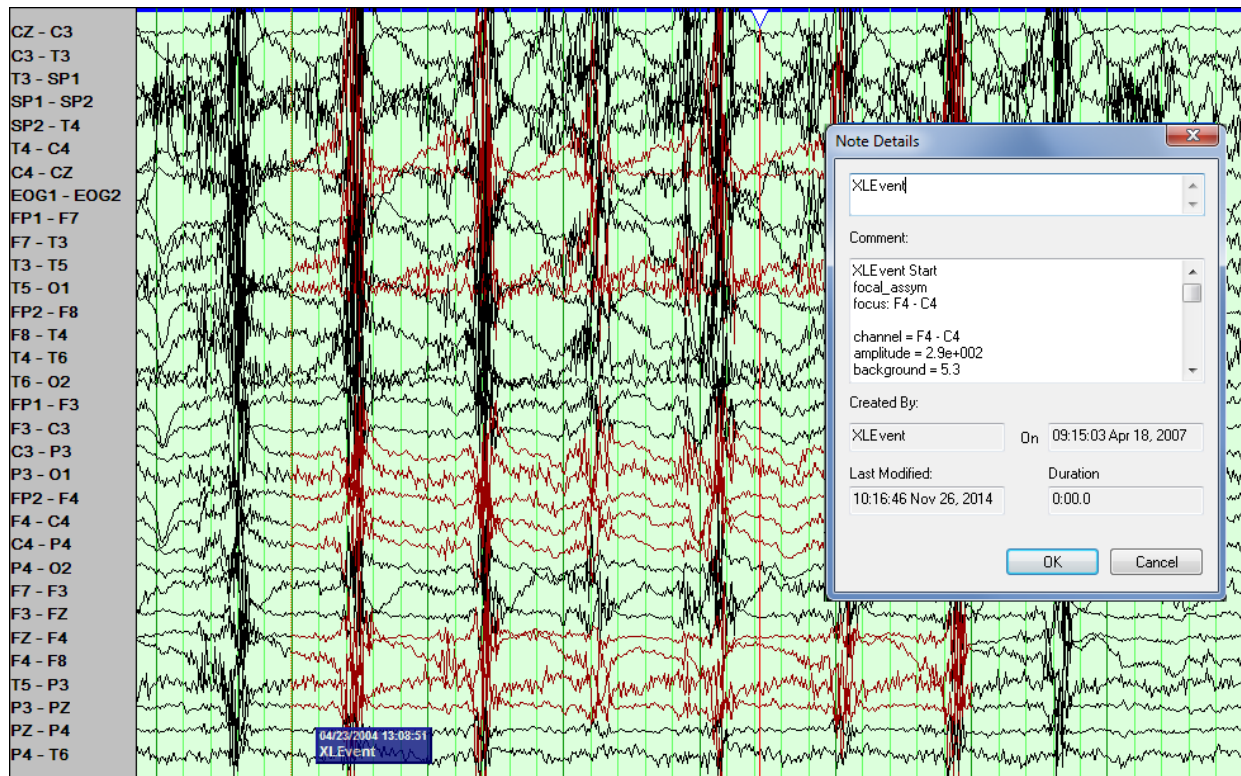 CZ - C3
C3 - T3
T3 - SP1
SP1 - SP2
SP2 - T4
T4 - C4
C4 - CZ
EOG1 - EOG2
FP1 - F7
F7 - T3
T3 - T5
T5 - O1
FP2 - F8
F8 - T4
T4 - T6
T6 - O2
FP1 - F3
F3 - C3
C3 - P3
P3 - O1
FP2 - F4
F4 - C4
C4 - P4
P4 - O2
F7 - F3
F3 - FZ
FZ - F4
F4 - F8
T5 - P3
P3 - PZ
PZ - P4
P4 - T6
04/23/2004 13:08:51
XLEvent
Note Details
XLEvent
Comment:
XLEvent Start
focal_assym
focus: F4 - C4
channel = F4 - C4
amplitude = 2.9e+002
background = 5.3
Created By:
XLEvent On 09:15:03 Apr 18, 2007
Last Modified: Duration
10:16:46 Nov 26, 2014 0:00.0
OK Cancel